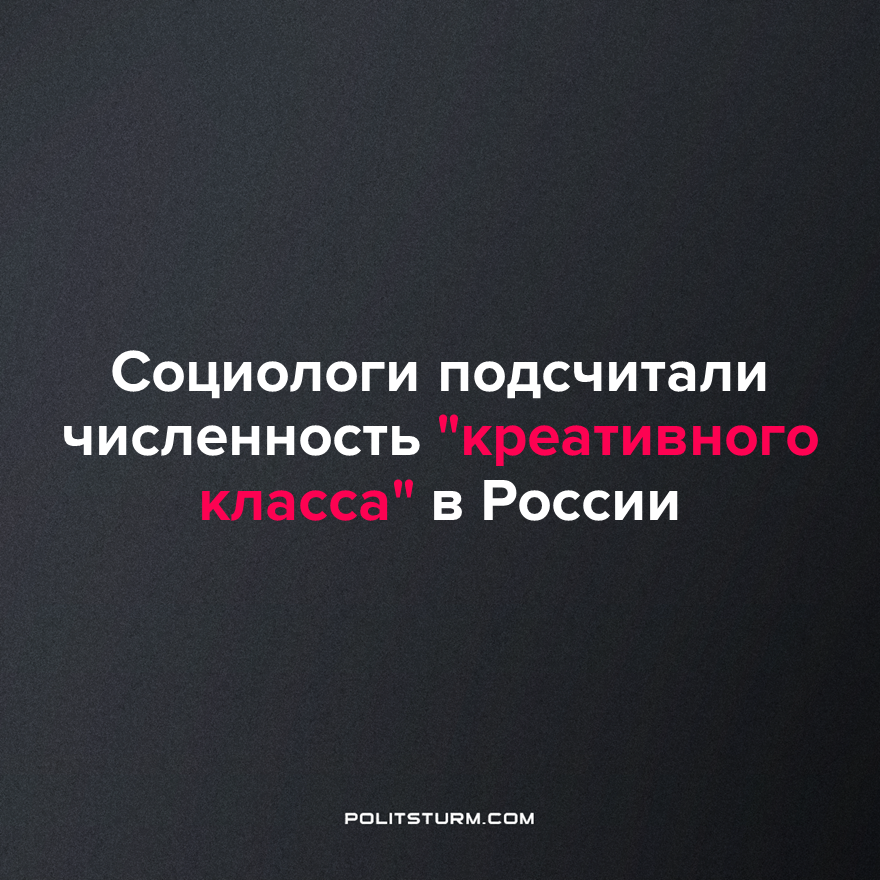 Социологи подсчитали
численность "креативного
класса" в России
POLITSTURM.COM